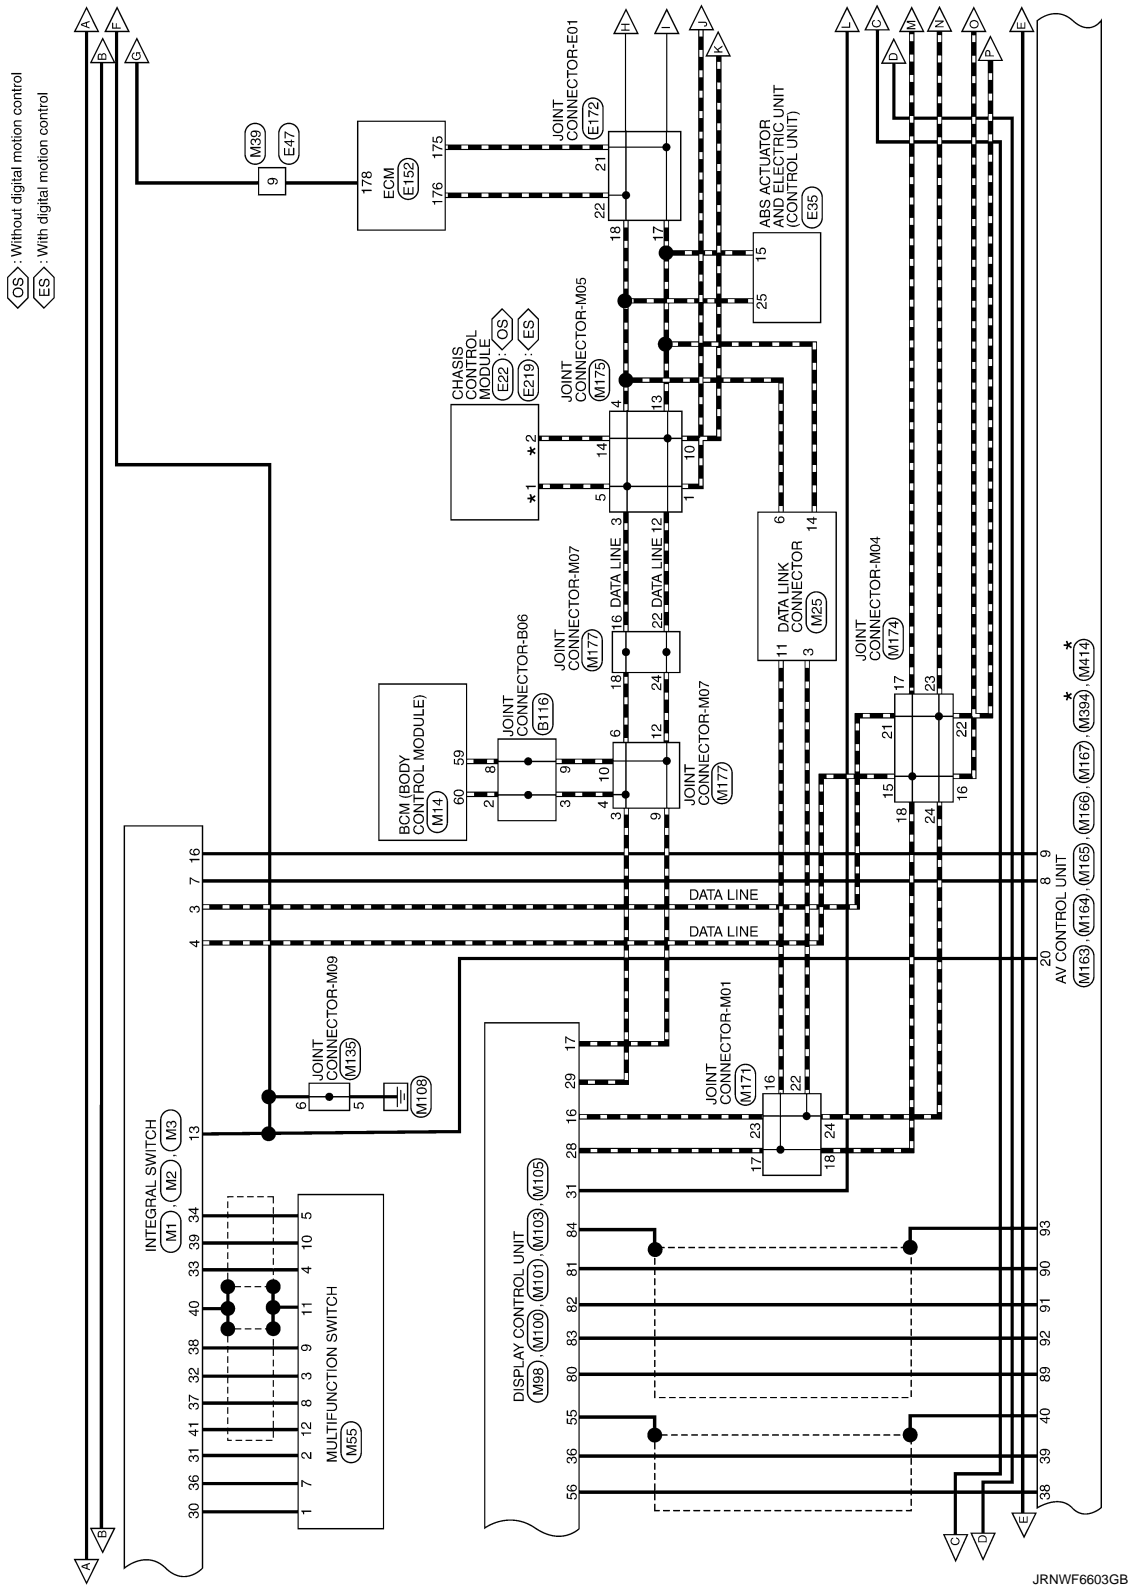 OS : Without digital motion control
ES : With digital motion control
A
B
F
G
M39
E47
9
178
ECM
E152
175
176
JOINT
CONNECTOR-E01
E172
21
22
18
17
H
I
J
K
ABS ACTUATOR
AND ELECTRIC UNIT
(CONTROL UNIT)
E35
15
25
L
C
D
M
N
O
P
E
CHASIS
CONTROL
MODULE
E22 : OS
E219 : ES
* 2
* 1
JOINT
CONNECTOR-M05
M175
4
13
14
5
10
1
3
12
DATA LINE
DATA LINE
16
22
JOINT
CONNECTOR-M07
M177
18
24
JOINT
CONNECTOR-B06
B116
8
9
2
3
BCM (BODY
CONTROL MODULE)
M14
59
60
6
12
10
4
3
9
JOINT
CONNECTOR-M07
M177
6
14
DATA LINK
CONNECTOR
M25
11
3
JOINT
CONNECTOR-M04
M174
17
23
21
15
22
16
18
24
INTEGRAL SWITCH
M1 , M2 , M3
16
7
3
4
13
34
39
33
40
38
32
37
41
31
36
30
DATA LINE
DATA LINE
JOINT
CONNECTOR-M09
M135
6
5
M108
5
10
4
11
9
3
8
12
2
7
1
MULTIFUNCTION SWITCH
M55
DISPLAY CONTROL UNIT
M98 , M100 , M101 , M103 , M105
17
29
16
28
31
84
81
82
83
80
55
36
56
JOINT
CONNECTOR-M01
M171
16
22
23
17
24
18
9
8
20
93
90
91
92
89
40
39
38
AV CONTROL UNIT
M163 , M164 , M165 , M166 , M167 , M394 * , M414 *
A
B
C
D
E
JRNWF6603GB